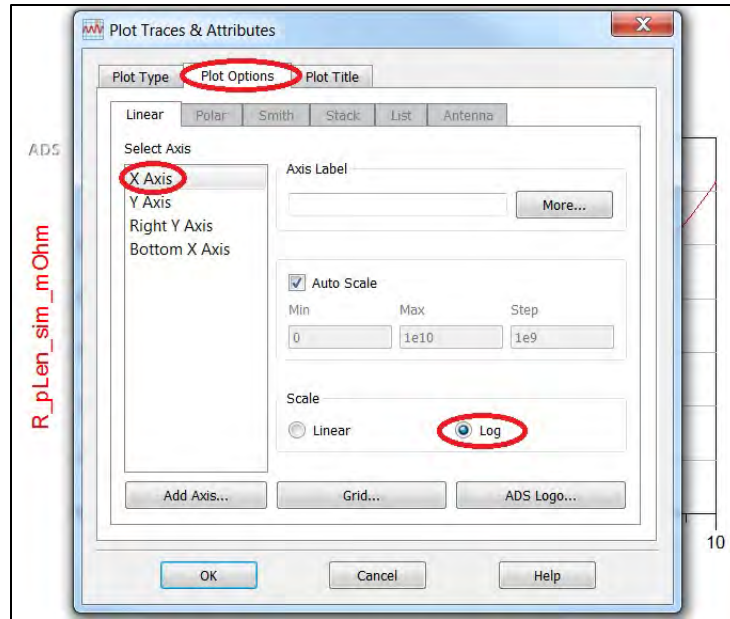 Plot Traces & Attributes
Plot Type Plot Options Plot Title
Linear Polar Smith Stack List Antenna
Select Axis
X Axis
Y Axis
Right Y Axis
Bottom X Axis
Axis Label
More...
Auto Scale
Min Max Step
0 1e10 1e9
Scale
Linear Log
Add Axis... Grid... ADS Logo...
OK Cancel Help
ADS
R_pLen_sim_mOhm
10